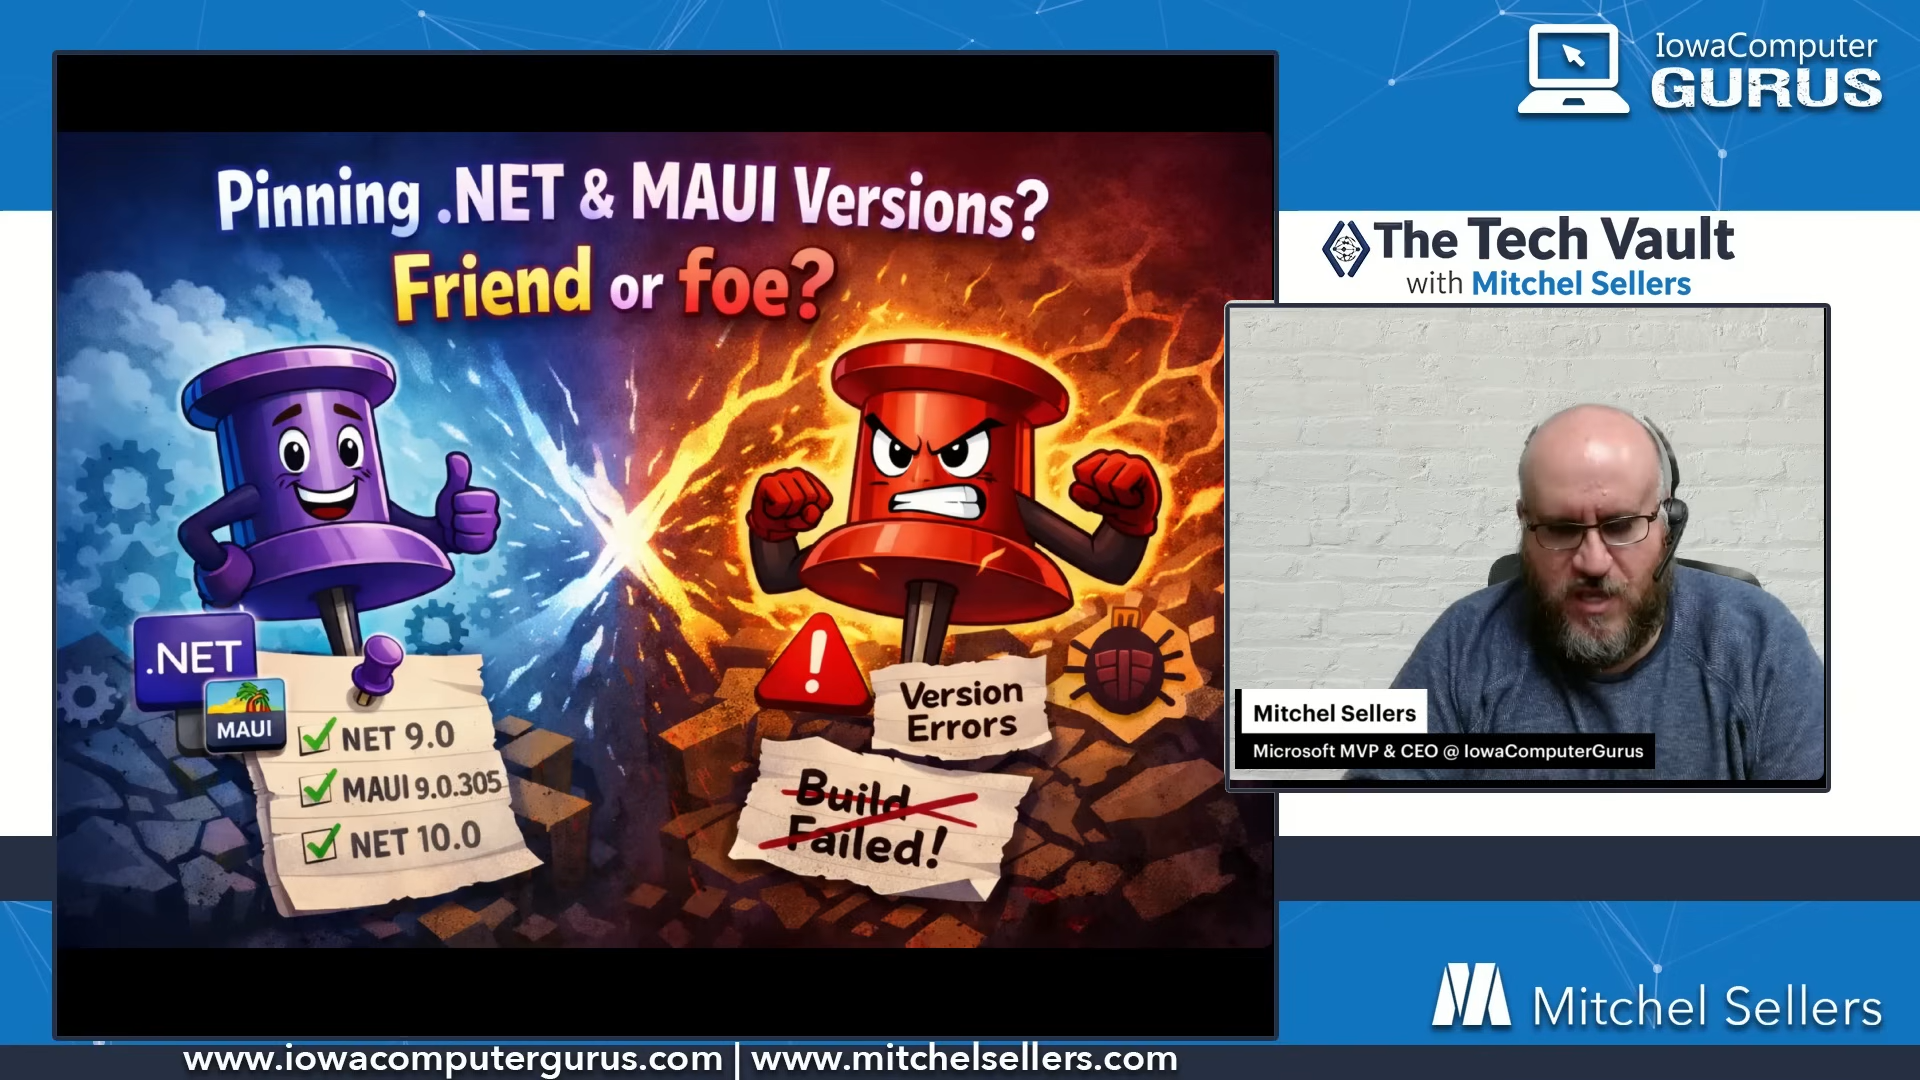 IowaComputer
GURUS
The Tech Vault
with Mitchel Sellers
Pinning .NET & MAUI Versions?
Friend or foe?
.NET
MAUI
NET 9.0
MAUI 9.0.305
NET 10.0
Version
Errors
Build
Failed!
Mitchel Sellers
Microsoft MVP & CEO @ IowaComputerGurus
Mitchel Sellers
www.iowacomputergurus.com | www.mitchelsellers.com